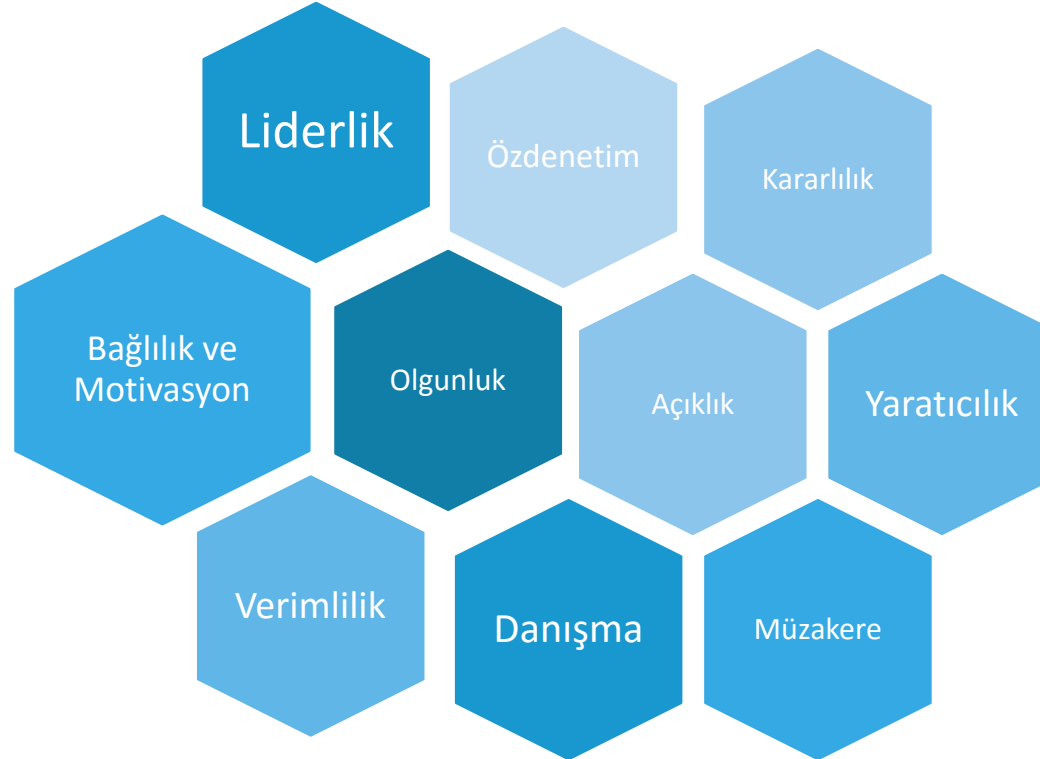 Liderlik
Özdenetim
Kararlılık
Bağlılık ve
Motivasyon
Olgunluk
Açıklık
Yaratıcılık
Verimlilik
Danışma
Müzakere